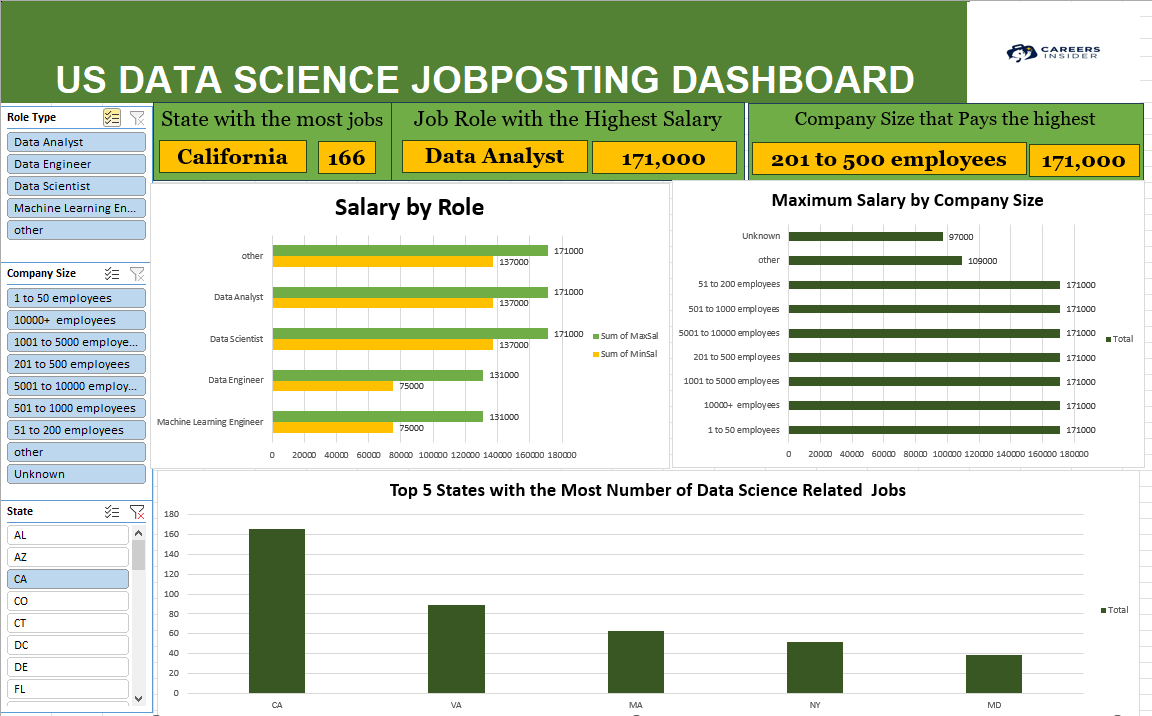 US DATA SCIENCE JOBPOSTING DASHBOARD
CAREERS
INSIDER
State with the most jobs
California
166
Job Role with the Highest Salary
Data Analyst
171,000
Company Size that Pays the highest
201 to 500 employees
171,000
Role Type
Data Analyst
Data Engineer
Data Scientist
Machine Learning En...
other
Company Size
1 to 50 employees
10000+ employees
1001 to 5000 employe...
201 to 500 employees
5001 to 10000 employ...
501 to 1000 employees
51 to 200 employees
other
Unknown
State
AL
AZ
CA
CO
CT
DC
DE
FL
Salary by Role
other
171000
137000
Data Analyst
171000
137000
Data Scientist
171000
137000
Data Engineer
131000
75000
Machine Learning Engineer
131000
75000
0 20000 40000 60000 80000 100000 120000 140000 160000 180000
Sum of MaxSal
Sum of MinSal
Maximum Salary by Company Size
Unknown 97000
other 109000
51 to 200 employees 171000
501 to 1000 employees 171000
5001 to 10000 employees 171000
201 to 500 employees 171000
1001 to 5000 employees 171000
10000+ employees 171000
1 to 50 employees 171000
0 20000 40000 60000 80000 100000 120000 140000 160000 180000
Total
Top 5 States with the Most Number of Data Science Related Jobs
180
160
140
120
100
80
60
40
20
0
CA VA MA NY MD
Total